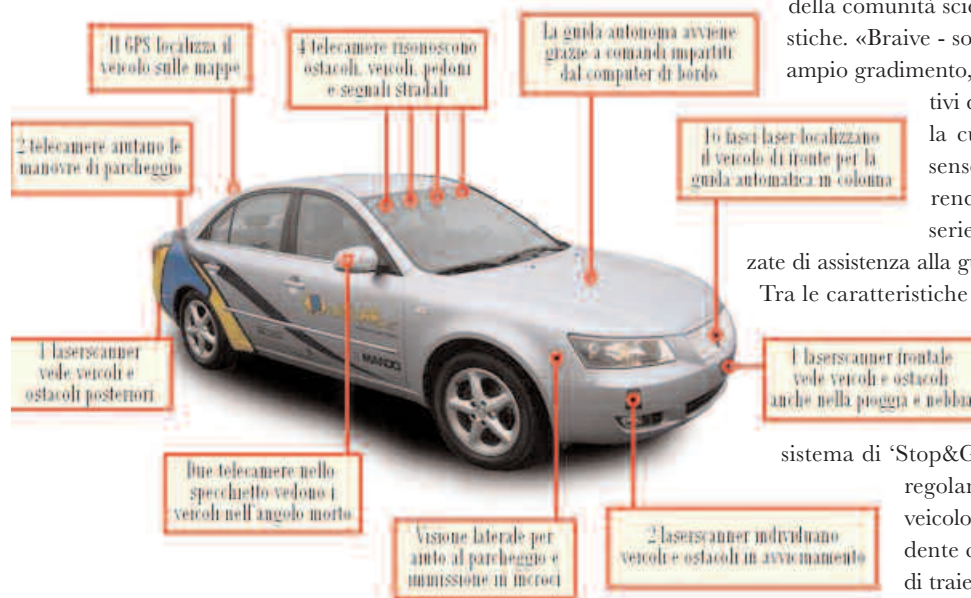 Il GPS localizza il
veicolo sulle mappe
4 telecamere riconoscono
ostacoli, veicoli, pedoni
e segnali stradali
La guida autonoma avviene
grazie a comandi impartiti
dal computer di bordo
2 telecamere aiutano le
manovre di parcheggio
16 fasci laser localizzano
il veicolo di fronte per la
guida automatica in colonna
1 laserscanner
vede veicoli e
ostacoli posteriori
MANDO
1 laserscanner frontale
vede veicoli e ostacoli
anche nella pioggia e nebbia
Due telecamere nello
specchietto vedono i
veicoli nell'angolo morto
Visione laterale per
aiuto al parcheggio e
immissione in incroci
2 laserscanner individuano
veicoli e ostacoli in avvicinamento
della comunità scie
stiche. «Braive - so
ampio gradimento,
tivi d
la cu
sens
rend
serie
zate di assistenza alla gu
Tra le caratteristiche
sistema di ‘Stop&G
regolar
veicolo
dente d
di traie